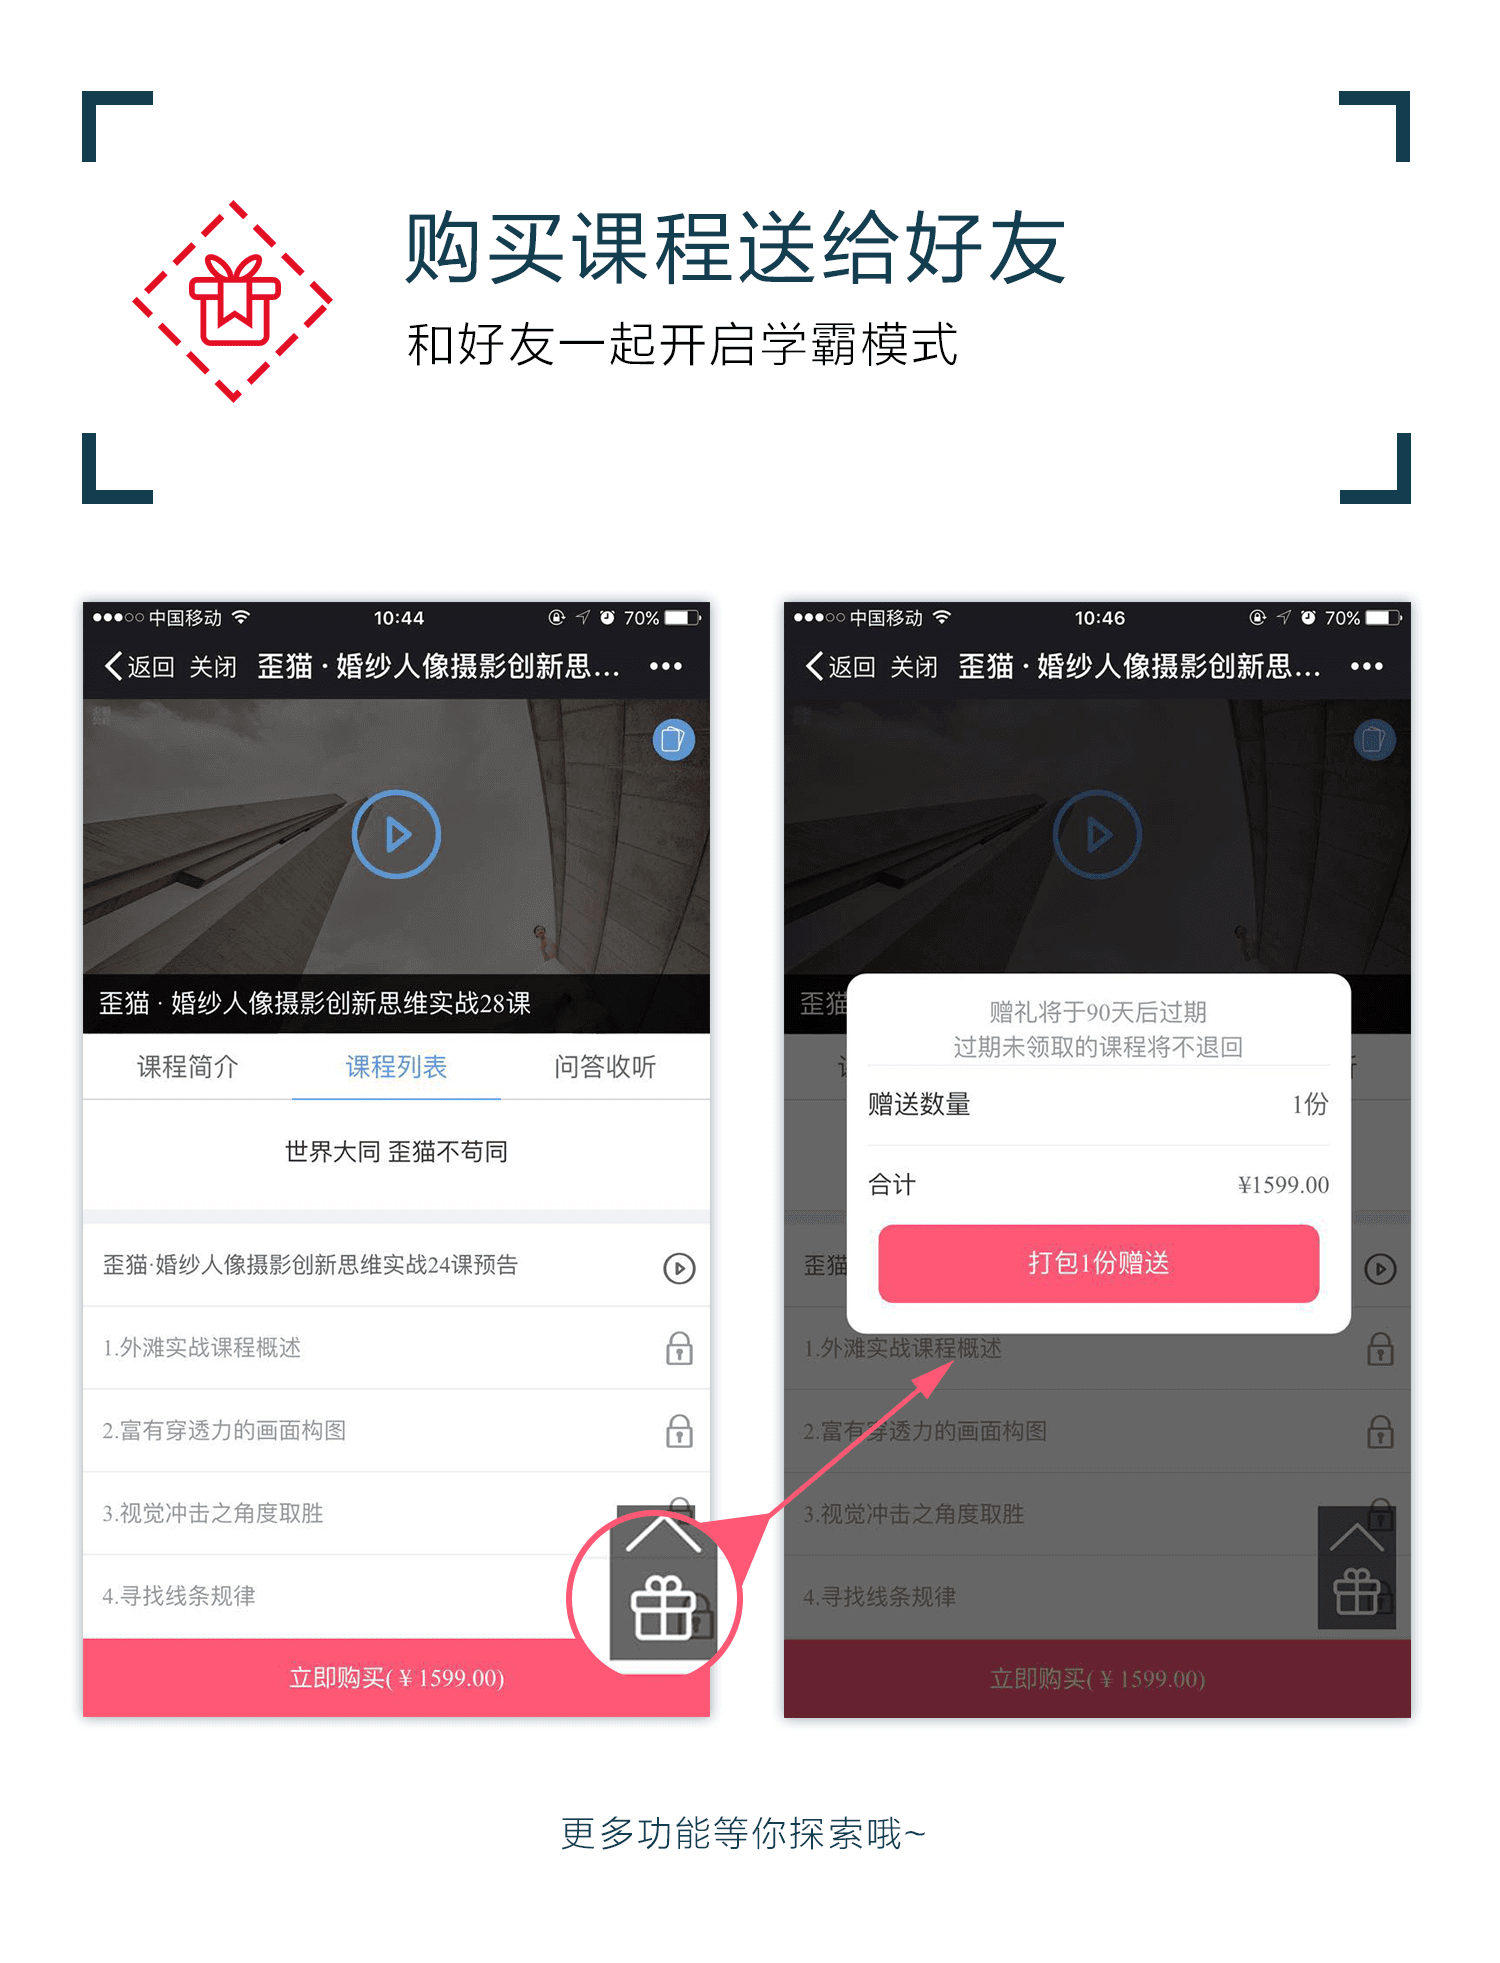 购买课程送给好友
和好友一起开启学霸模式
中国移动 10:44 70%
返回 关闭 歪猫 · 婚纱人像摄影创新思...
歪猫 · 婚纱人像摄影创新思维实战28课
课程简介 课程列表 问答收听
世界大同 歪猫不苟同
歪猫·婚纱人像摄影创新思维实战24课预告
1.外滩实战课程概述
2.富有穿透力的画面构图
3.视觉冲击之角度取胜
4.寻找线条规律
立即购买(￥1599.00)
中国移动 10:46 70%
返回 关闭 歪猫 · 婚纱人像摄影创新思...
歪猫
赠礼将于90天后过期
过期未领取的课程将不退回
赠送数量 1份
合计 ¥1599.00
打包1份赠送
歪猫
1.外滩实战课程概述
2.富有穿透力的画面构图
3.视觉冲击之角度取胜
4.寻找线条规律
立即购买(￥1599.00)
更多功能等你探索哦~